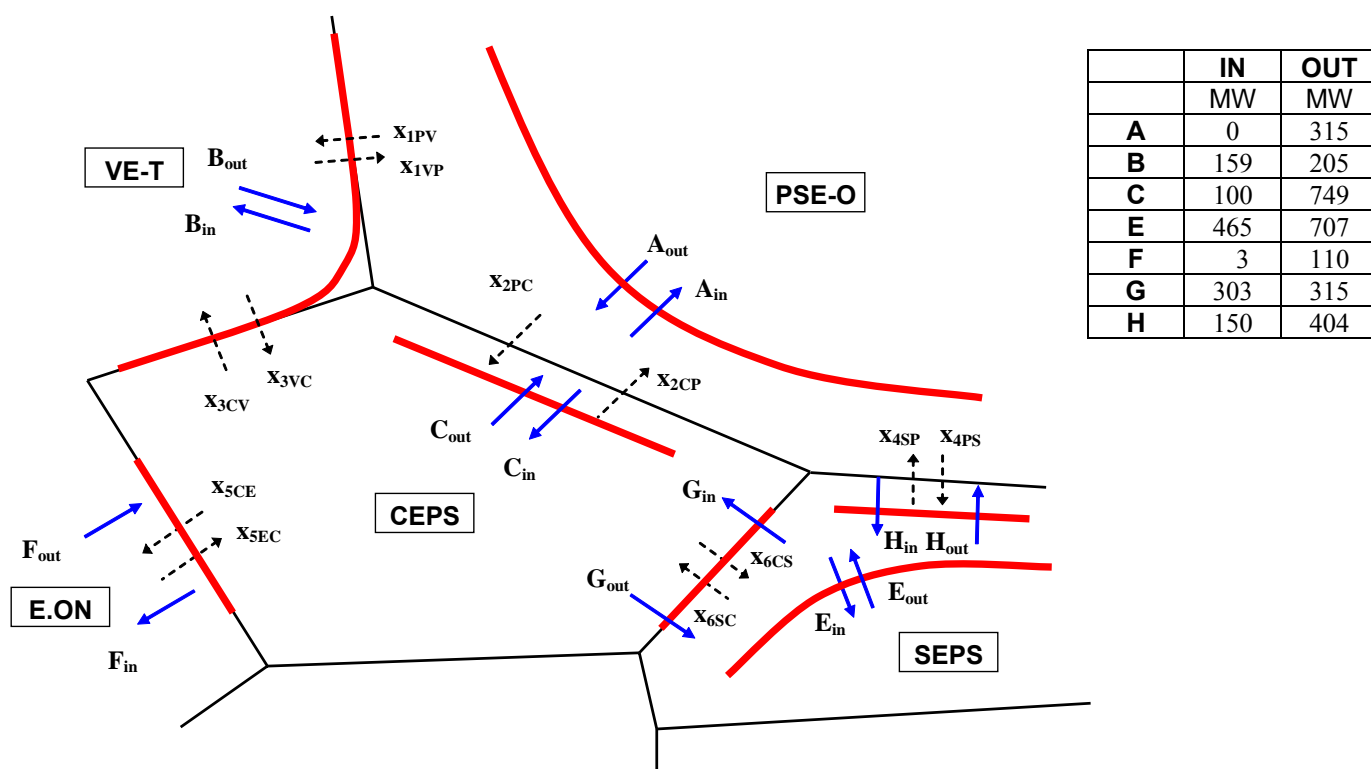 IN OUT
MW MW
A 0 315
B 159 205
C 100 749
E 465 707
F 3 110
G 303 315
H 150 404
x1PV
x1VP
VE-T
Bout
Bin
PSE-O
Aout
Ain
x2PC
x2CP
x3VC
x3CV
Cout
Cin
x4SP x4PS
Gin
CEPS
x5CE
x5EC
Fout
Hin Hout
x6CS
Gout
x6SC
Eout
Ein
E.ON
Fin
SEPS